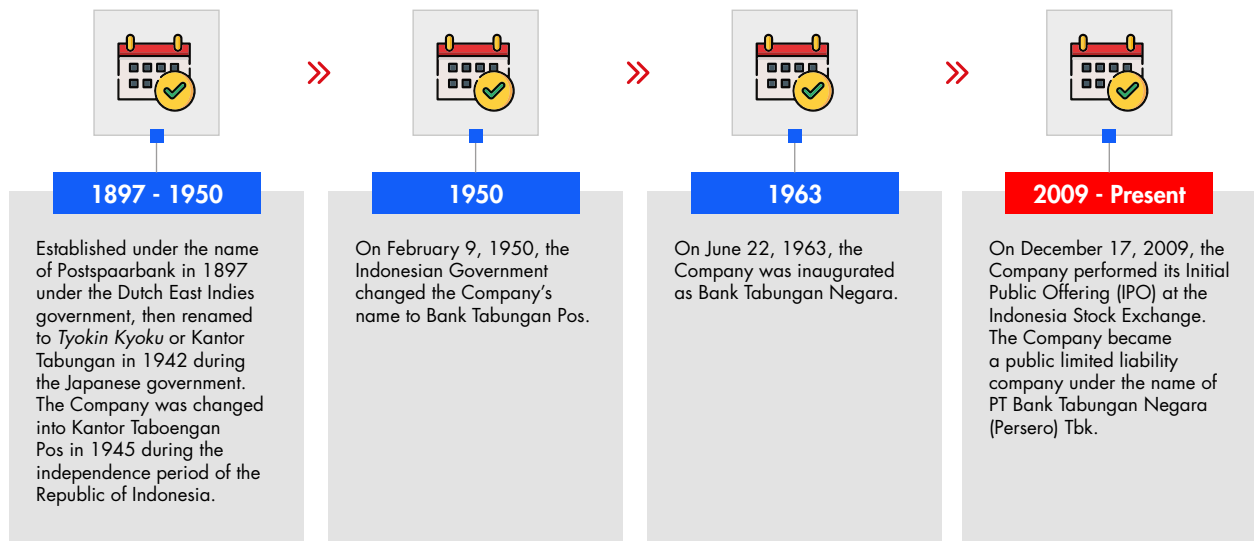 1897 - 1950
Established under the name
of Postspaarbank in 1897
under the Dutch East Indies
government, then renamed
to Tyokin Kyoku or Kantor
Tabungan in 1942 during
the Japanese government.
The Company was changed
into Kantor Taboengan
Pos in 1945 during the
independence period of the
Republic of Indonesia.
1950
On February 9, 1950, the
Indonesian Government
changed the Company’s
name to Bank Tabungan Pos.
1963
On June 22, 1963, the
Company was inaugurated
as Bank Tabungan Negara.
2009 - Present
On December 17, 2009, the
Company performed its Initial
Public Offering (IPO) at the
Indonesia Stock Exchange.
The Company became
a public limited liability
company under the name of
PT Bank Tabungan Negara
(Persero) Tbk.